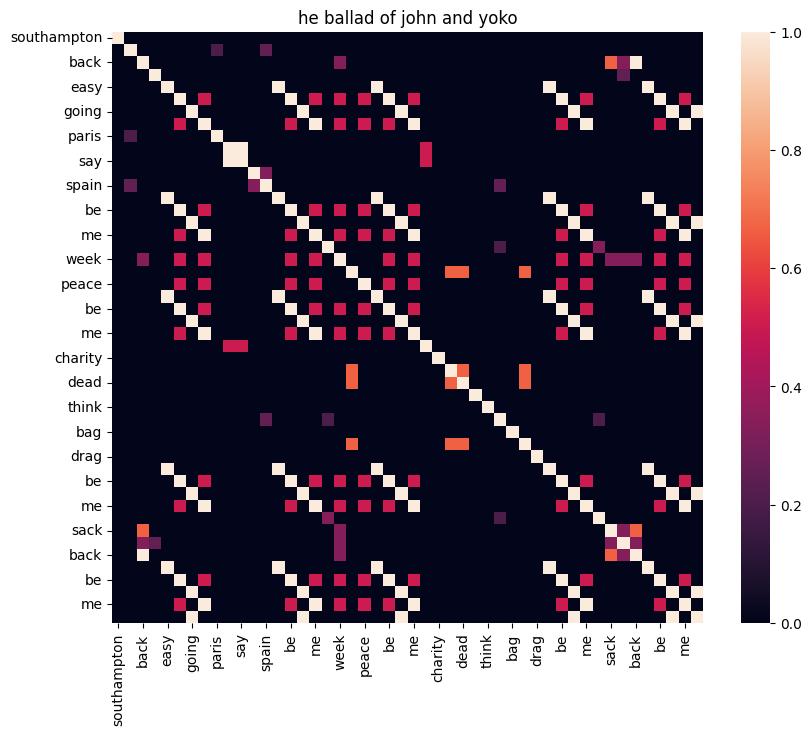 he ballad of john and yoko
southampton
back
easy
going
paris
say
spain
be
me
week
peace
be
me
charity
dead
think
bag
drag
be
me
sack
back
be
me
1.0
0.8
0.6
0.4
0.2
0.0
southampton
back
easy
going
paris
say
spain
be
me
week
peace
be
me
charity
dead
think
bag
drag
be
me
sack
back
be
me